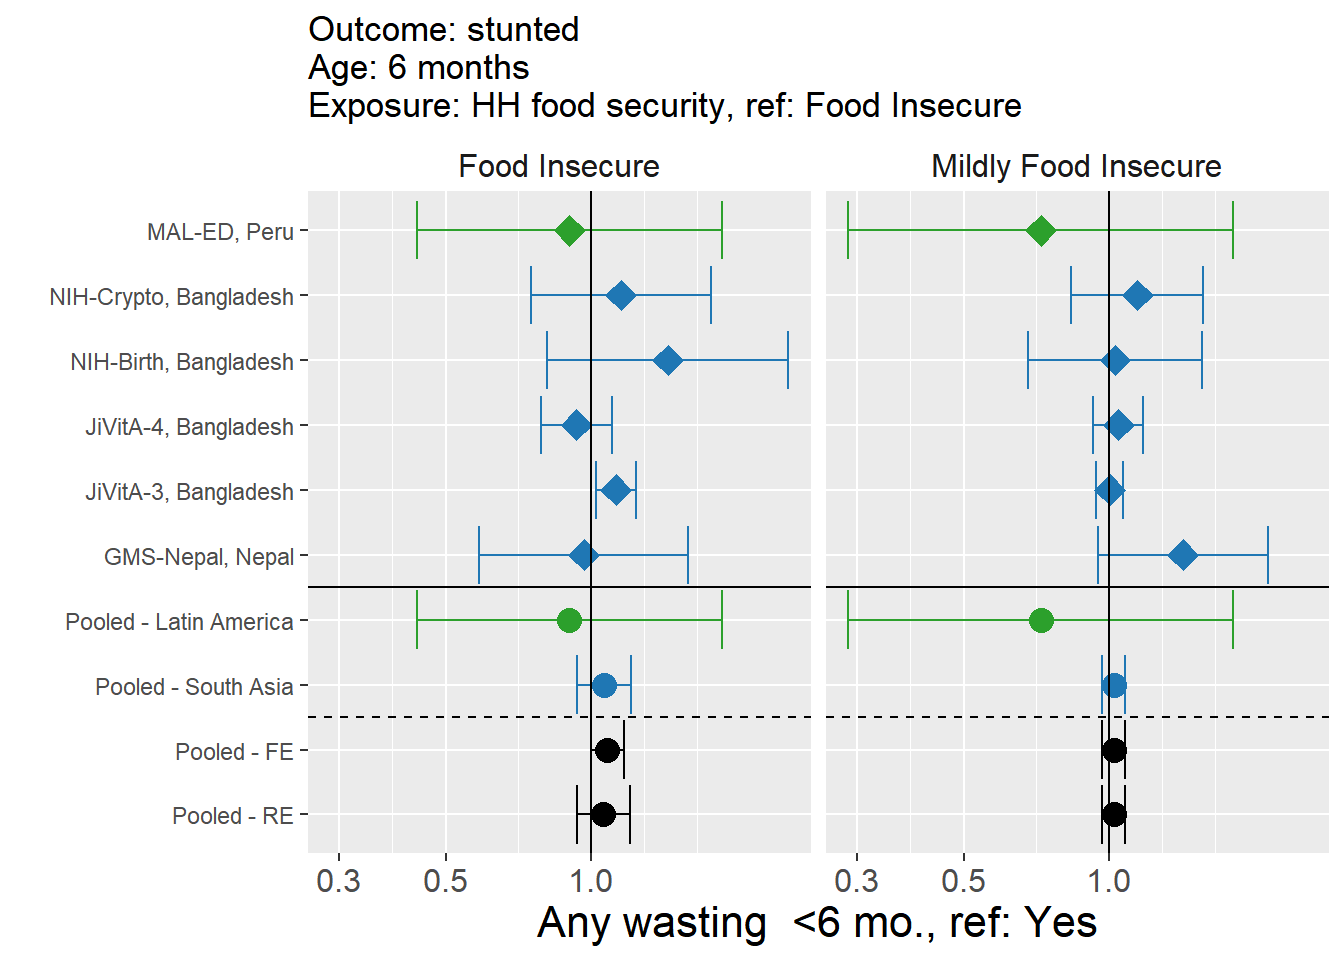 Outcome: stunted
Age: 6 months
Exposure: HH food security, ref: Food Insecure
Food Insecure
Mildly Food Insecure
MAL-ED, Peru
NIH-Crypto, Bangladesh
NIH-Birth, Bangladesh
JiVitA-4, Bangladesh
JiVitA-3, Bangladesh
GMS-Nepal, Nepal
Pooled - Latin America
Pooled - South Asia
Pooled - FE
Pooled - RE
0.3 0.5 1.0 0.3 0.5 1.0
Any wasting  <6 mo., ref: Yes